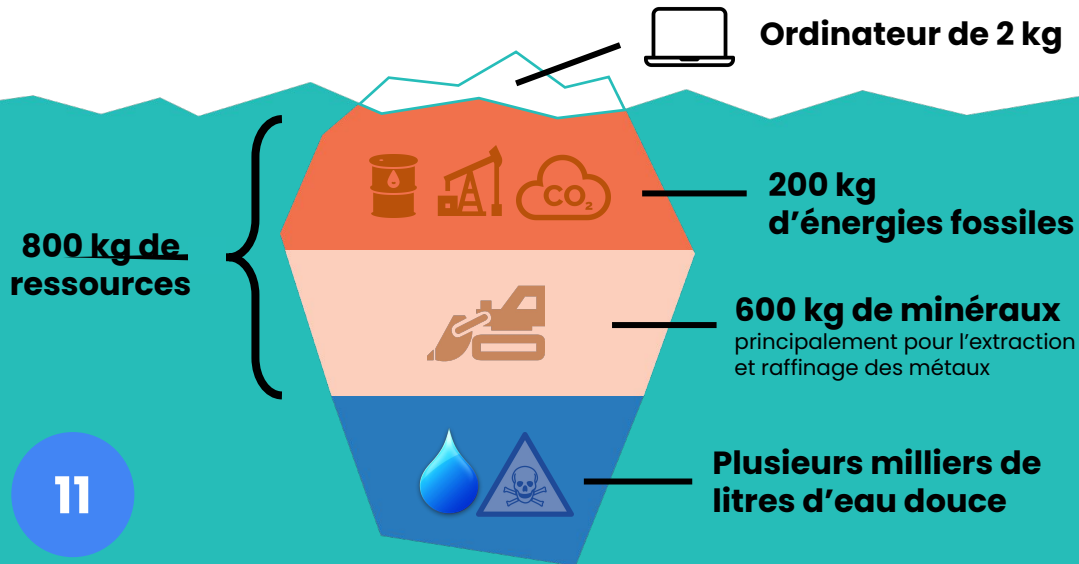 Ordinateur de 2 kg
CO₂
200 kg
d’énergies fossiles
800 kg de
ressources
600 kg de minéraux
principalement pour l’extraction
et raffinage des métaux
Plusieurs milliers de
litres d’eau douce
11